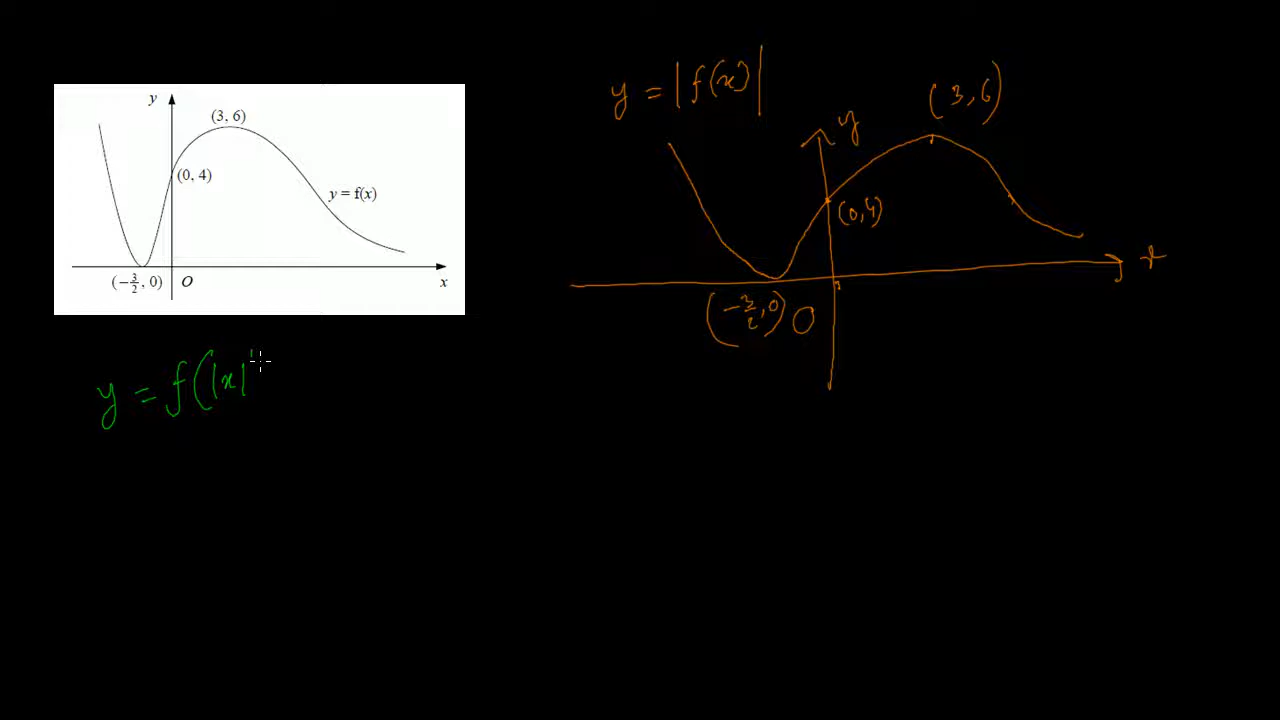 y
(3, 6)
(0, 4)
y = f(x)
(−3/2, 0)
O
x
y = |f(x)|
(3, 6)
y
(0, 4)
x
(−3/2, 0)
O
y = f(|x|